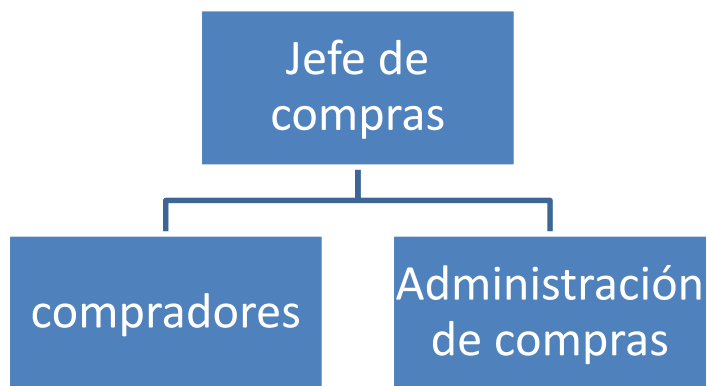 Jefe de
compras
compradores
Administración
de compras